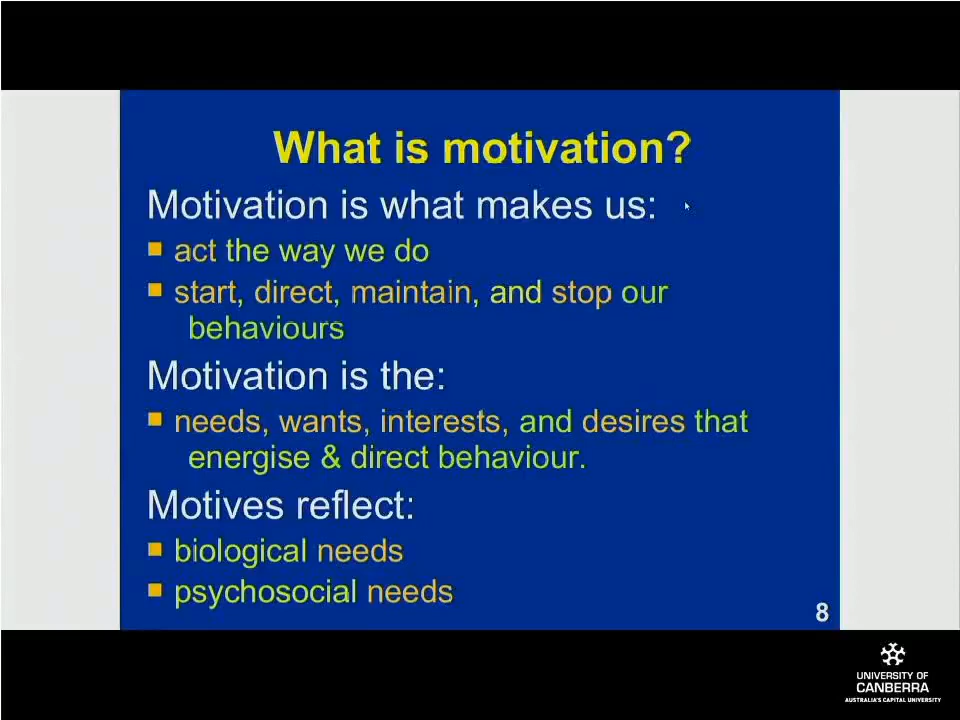 What is motivation?
Motivation is what makes us:
act the way we do
start, direct, maintain, and stop our
behaviours
Motivation is the:
needs, wants, interests, and desires that
energise & direct behaviour.
Motives reflect:
biological needs
psychosocial needs
8
UNIVERSITY OF
CANBERRA
AUSTRALIA'S CAPITAL UNIVERSITY